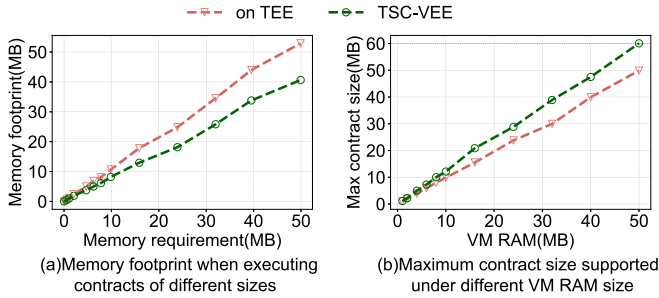 on TEE TSC-VEE
Memory footprint(MB)
50
40
30
20
10
0
0 10 20 30 40 50
Memory requirement(MB)
(a)Memory footprint when executing
contracts of different sizes
Max contract size(MB)
60
50
40
30
20
10
0
0 10 20 30 40 50
VM RAM(MB)
(b)Maximum contract size supported
under different VM RAM size